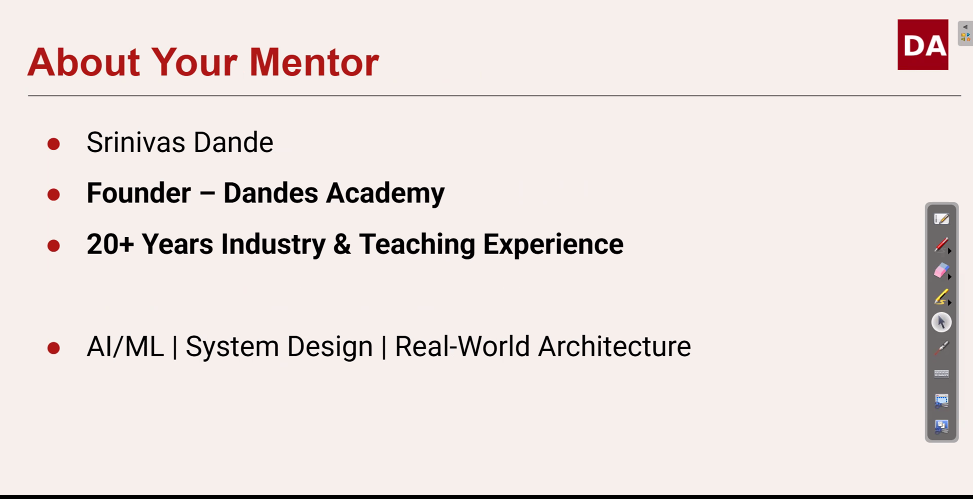 About Your Mentor
DA
Srinivas Dande
Founder – Dandes Academy
20+ Years Industry & Teaching Experience
AI/ML | System Design | Real-World Architecture